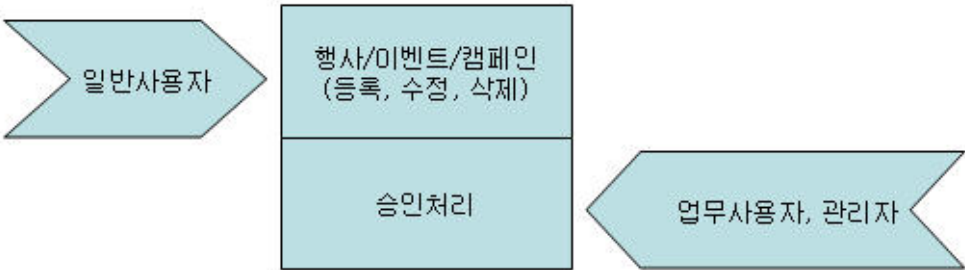 일반사용자
행사/이벤트/캠페인
(등록, 수정, 삭제)
승인처리
업무사용자, 관리자